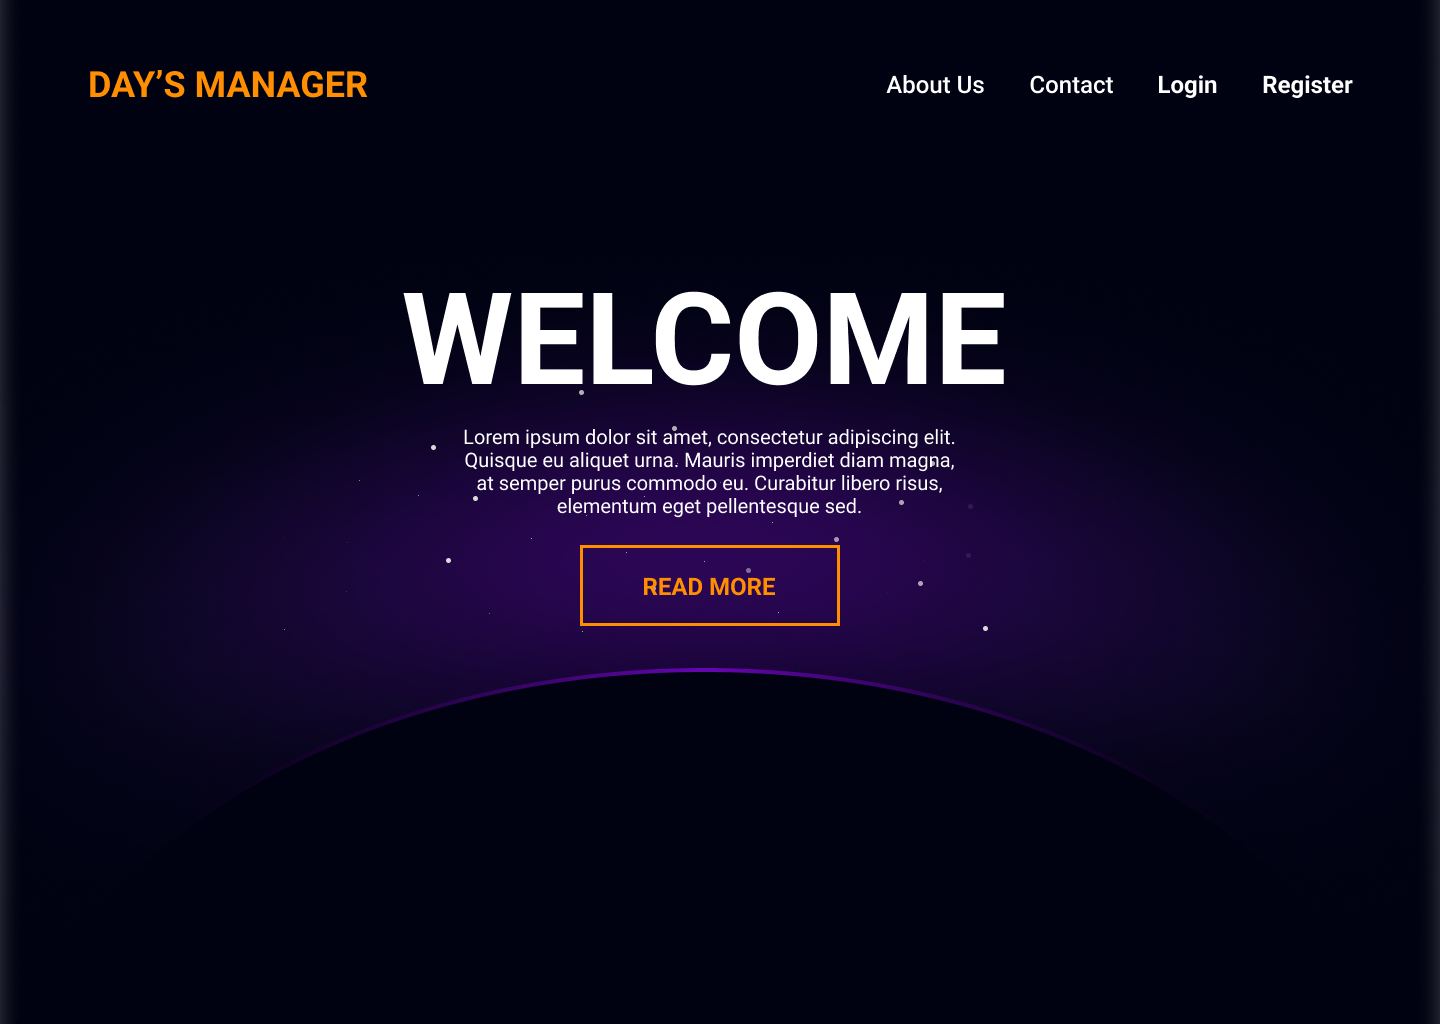 DAY’S MANAGER
About Us
Contact
Login
Register
WELCOME
Lorem ipsum dolor sit amet, consectetur adipiscing elit.
Quisque eu aliquet urna. Mauris imperdiet diam magna,
at semper purus commodo eu. Curabitur libero risus,
elementum eget pellentesque sed.
READ MORE